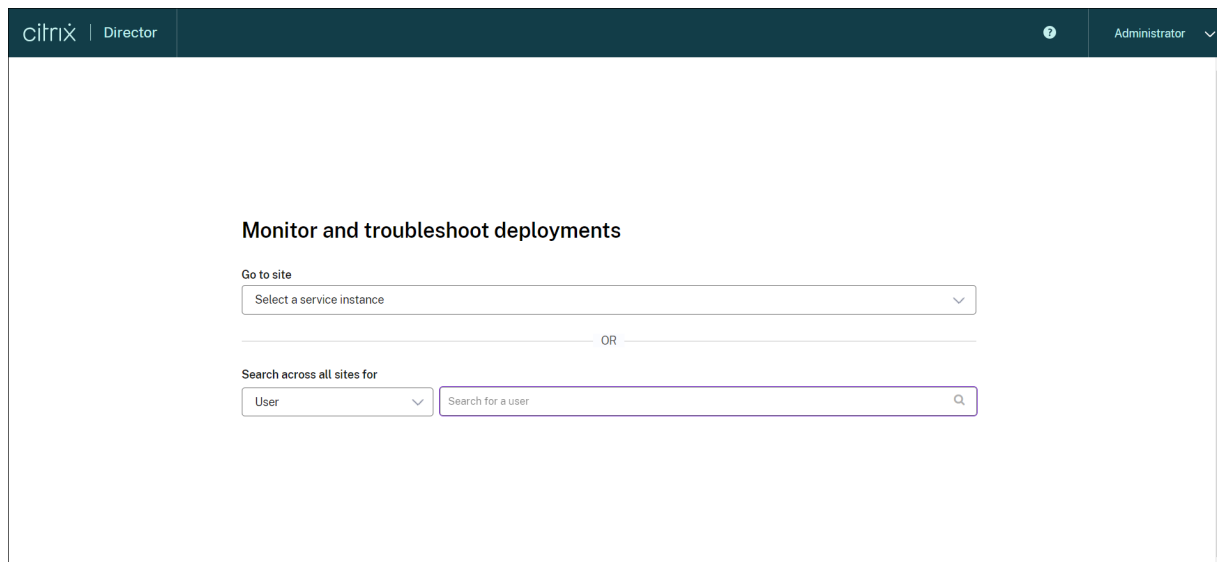 citrix | Director
? Administrator
Monitor and troubleshoot deployments
Go to site
Select a service instance
OR
Search across all sites for
User Search for a user